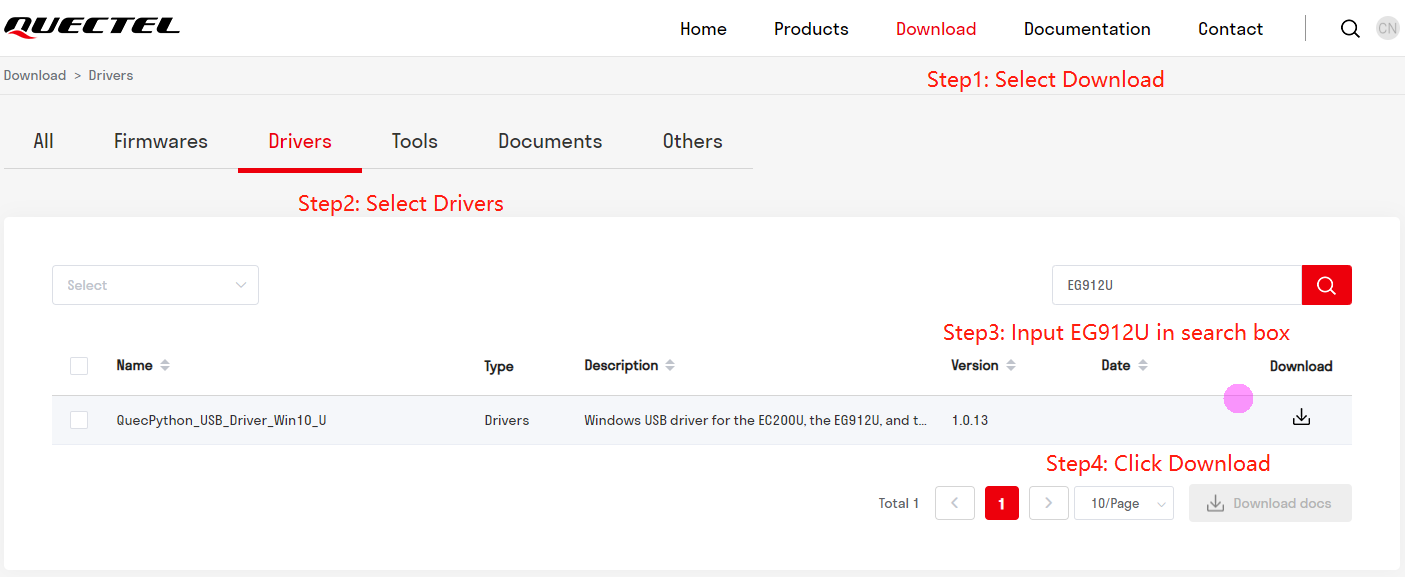 QUECTEL
Home Products Download Documentation Contact CN
Download > Drivers
Step1: Select Download
All Firmwares Drivers Tools Documents Others
Step2: Select Drivers
Select
EG912U
Step3: Input EG912U in search box
Name Type Description Version Date Download
QuecPython_USB_Driver_Win10_U Drivers Windows USB driver for the EC200U, the EG912U, and t... 1.0.13
Step4: Click Download
Total 1 < 1 > 10/Page Download docs